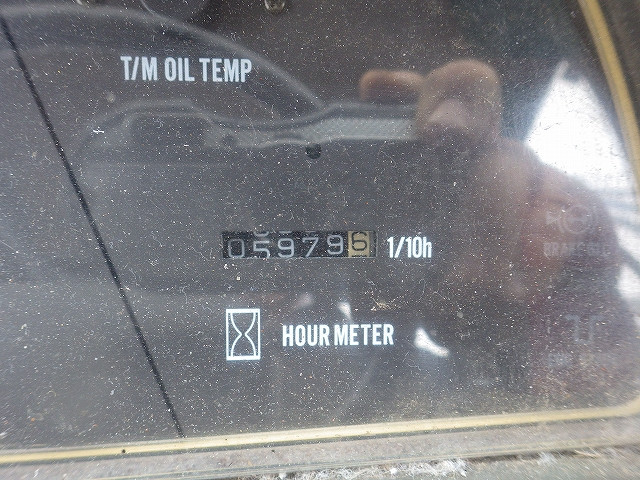 T/M OIL TEMP
059796 1/10h
HOUR METER